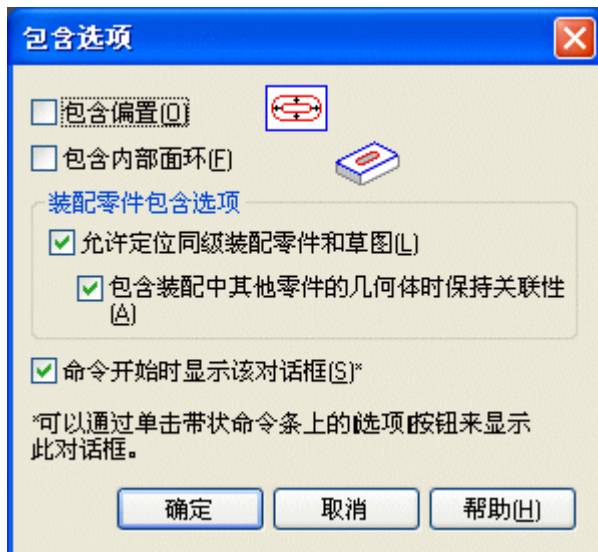 包含选项
包含偏置(O)
包含内部面环(F)
装配零件包含选项
允许定位同级装配零件和草图(L)
包含装配中其他零件的几何体时保持关联性
(A)
命令开始时显示该对话框(S)*
*可以通过单击带状命令条上的选项按钮来显示
此对话框。
确定
取消
帮助(H)